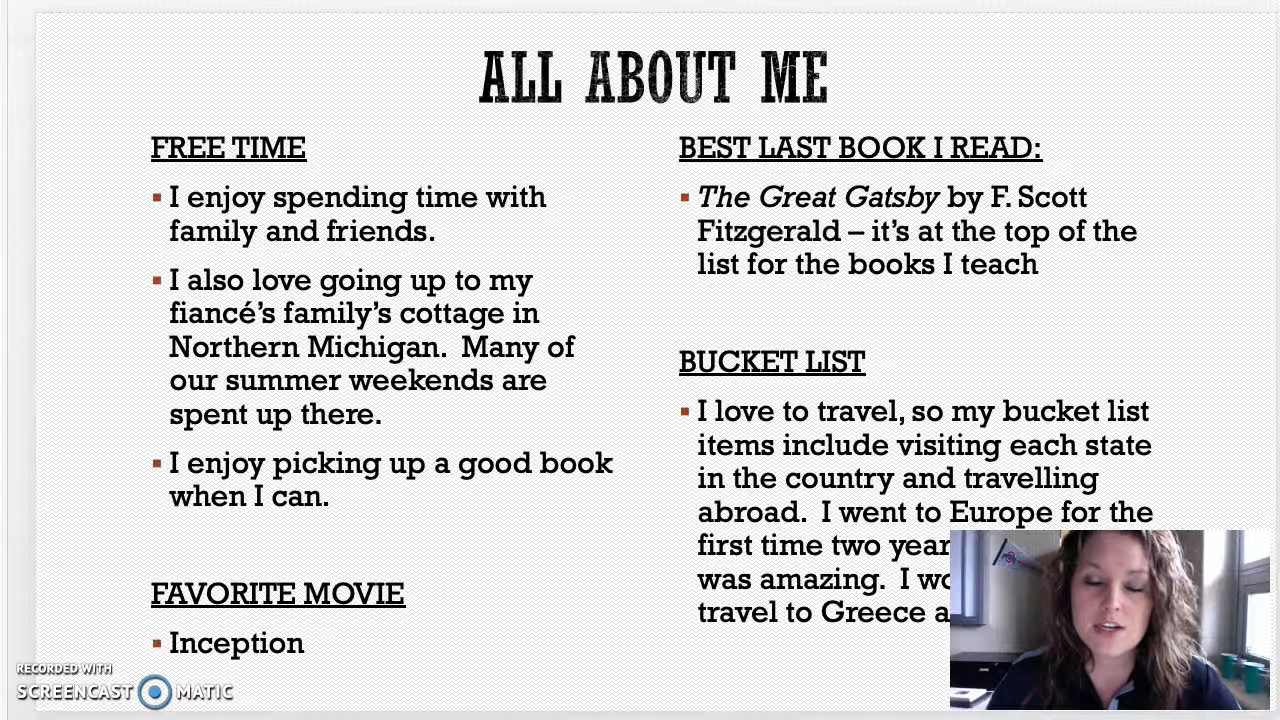 ALL ABOUT ME
FREE TIME
▪ I enjoy spending time with
family and friends.
▪ I also love going up to my
fiancé’s family’s cottage in
Northern Michigan.  Many of
our summer weekends are
spent up there.
▪ I enjoy picking up a good book
when I can.
FAVORITE MOVIE
▪ Inception
BEST LAST BOOK I READ:
▪ The Great Gatsby by F. Scott
Fitzgerald – it’s at the top of the
list for the books I teach
BUCKET LIST
▪ I love to travel, so my bucket list
items include visiting each state
in the country and travelling
abroad.  I went to Europe for the
first time two
was amazing.  I
travel to Greece
RECORDED WITH
SCREENCAST MATIC